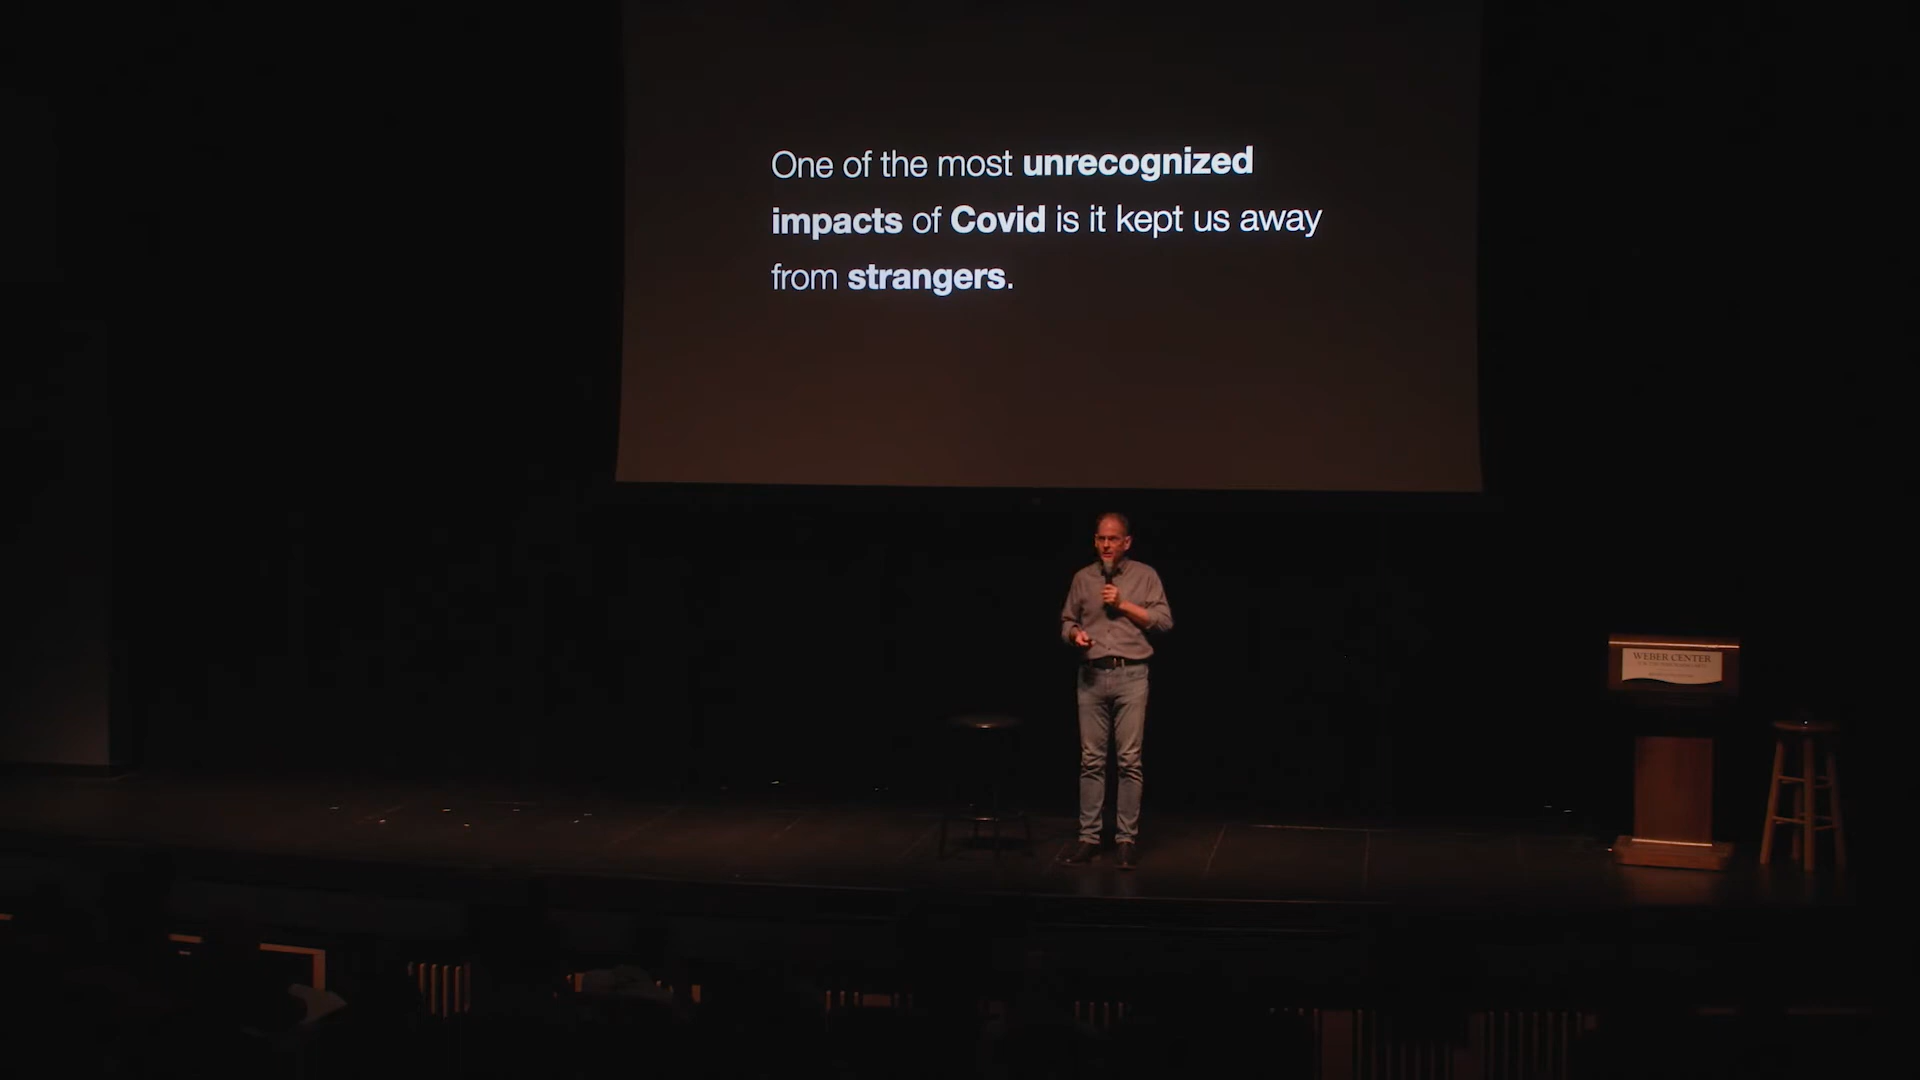 One of the most unrecognized
impacts of Covid is it kept us away
from strangers.
WEBER CENTER